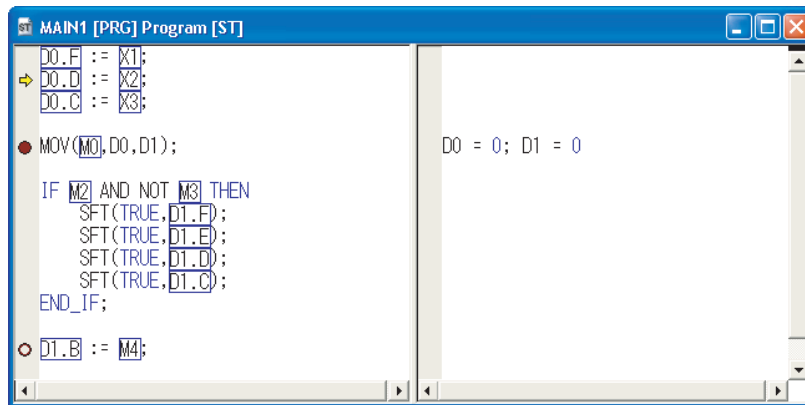 ST MAIN1 [PRG] Program [ST]
D0.F := X1;
D0.D := X2;
D0.C := X3;
MOV(M0,D0,D1);
D0 = 0; D1 = 0
IF M2 AND NOT M3 THEN
SFT(TRUE,D1.F);
SFT(TRUE,D1.E);
SFT(TRUE,D1.D);
SFT(TRUE,D1.C);
END_IF;
D1.B := M4;